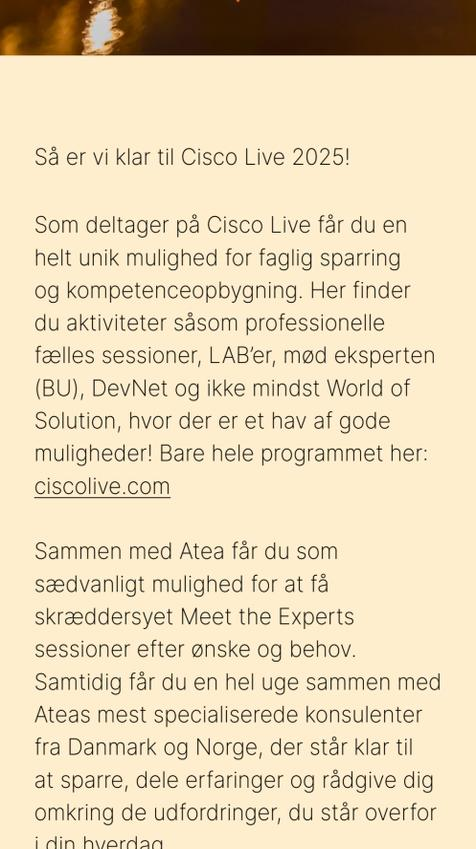 Så er vi klar til Cisco Live 2025!
Som deltager på Cisco Live får du en
helt unik mulighed for faglig sparring
og kompetenceopbygning. Her finder
du aktiviteter såsom professionelle
fælles sessioner, LAB’er, mød eksperten
(BU), DevNet og ikke mindst World of
Solution, hvor der er et hav af gode
muligheder! Bare hele programmet her:
ciscolive.com
Sammen med Atea får du som
sædvanligt mulighed for at få
skræddersyet Meet the Experts
sessioner efter ønske og behov.
Samtidig får du en hel uge sammen med
Ateas mest specialiserede konsulenter
fra Danmark og Norge, der står klar til
at sparre, dele erfaringer og rådgive dig
omkring de udfordringer, du står overfor
i din hverdag.